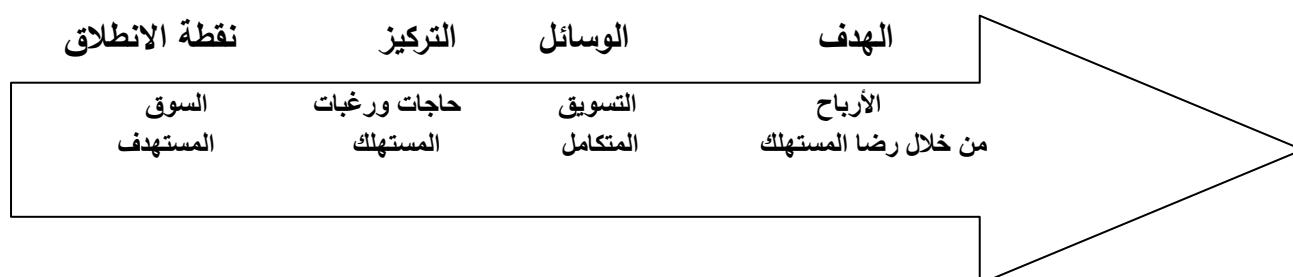 نقطة الانطلاق التركيز الوسائل الهدف
السوق حاجات ورغبات التسويق الأرباح
المستهدف المستهلك المتكامل من خلال رضا المستهلك